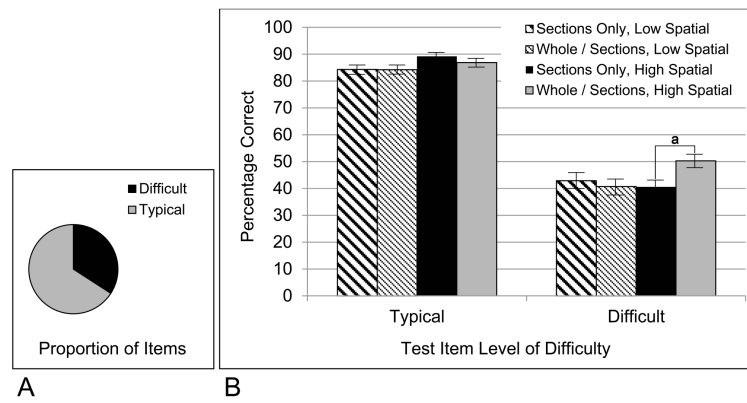 Difficult
Typical
Proportion of Items
A
Sections Only, Low Spatial
Whole / Sections, Low Spatial
Sections Only, High Spatial
Whole / Sections, High Spatial
a
Percentage Correct
100
90
80
70
60
50
40
30
20
10
0
Typical
Difficult
Test Item Level of Difficulty
B